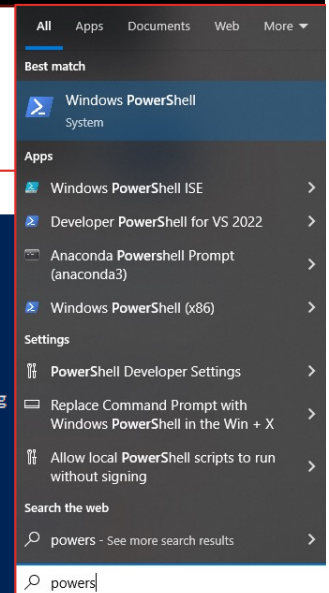 All Apps Documents Web More
Best match
Windows PowerShell
System
Apps
Windows PowerShell ISE
Developer PowerShell for VS 2022
Anaconda Powershell Prompt
(anaconda3)
Windows PowerShell (x86)
Settings
PowerShell Developer Settings
Replace Command Prompt with
Windows PowerShell in the Win + X
g
Allow local PowerShell scripts to run
without signing
Search the web
powers - See more search results
powers